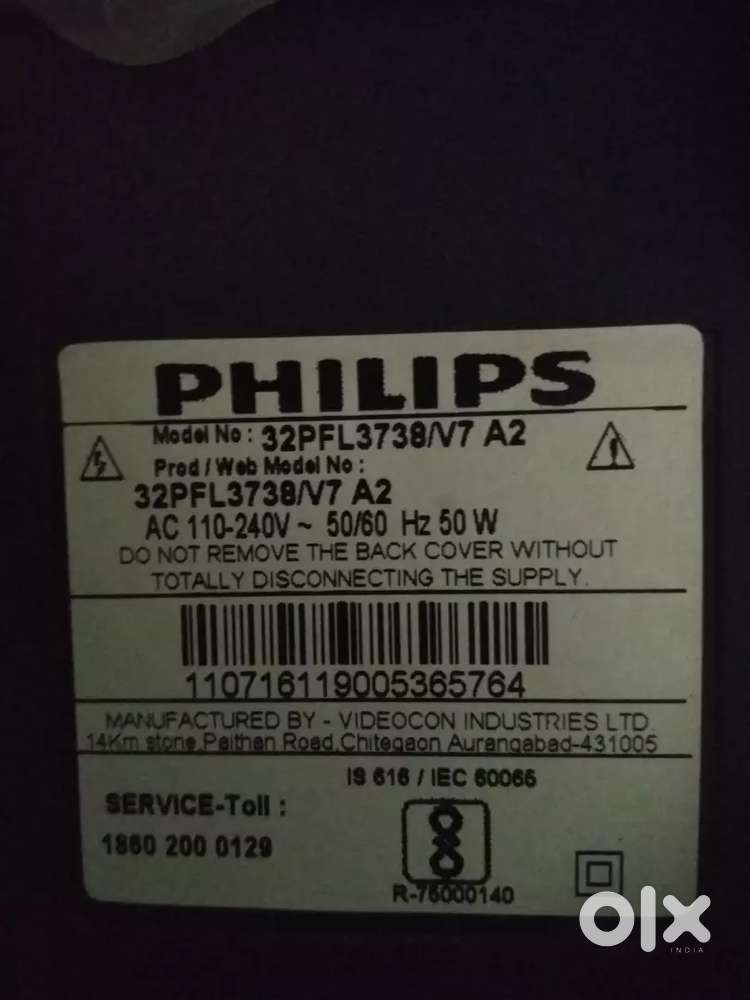 PHILIPS
Model No : 32PFL3738/V7 A2
Prod / Web Model No :
32PFL3738/V7 A2
AC 110-240V ~ 50/60 Hz 50 W
DO NOT REMOVE THE BACK COVER WITHOUT
TOTALLY DISCONNECTING THE SUPPLY.
110716119005365764
MANUFACTURED BY - VIDEOCON INDUSTRIES LTD
14Km stone,Paithan Road,Chitegaon Aurangabad-431005
IS 616 / IEC 60065
SERVICE-Toll :
1860 200 0129
R-75000140
olx
INDIA